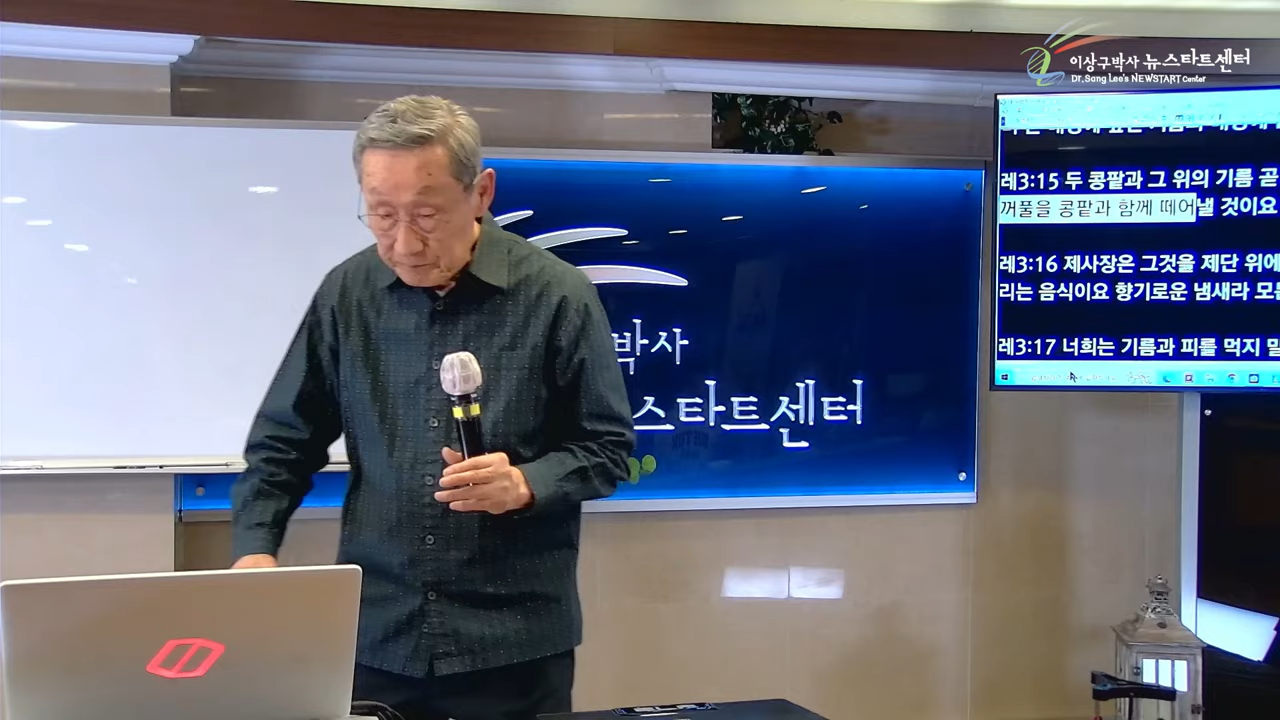 이상구박사 뉴스타트센터
Dr. Sang Lee's NEWSTART Center
레3:15 두 콩팥과 그 위의 기름 곧
꺼풀을 콩팥과 함께 떼어낼 것이요
레3:16 제사장은 그것을 제단 위에
리는 음식이요 향기로운 냄새라 모든
레3:17 너희는 기름과 피를 먹지 말
박사
스타트센터